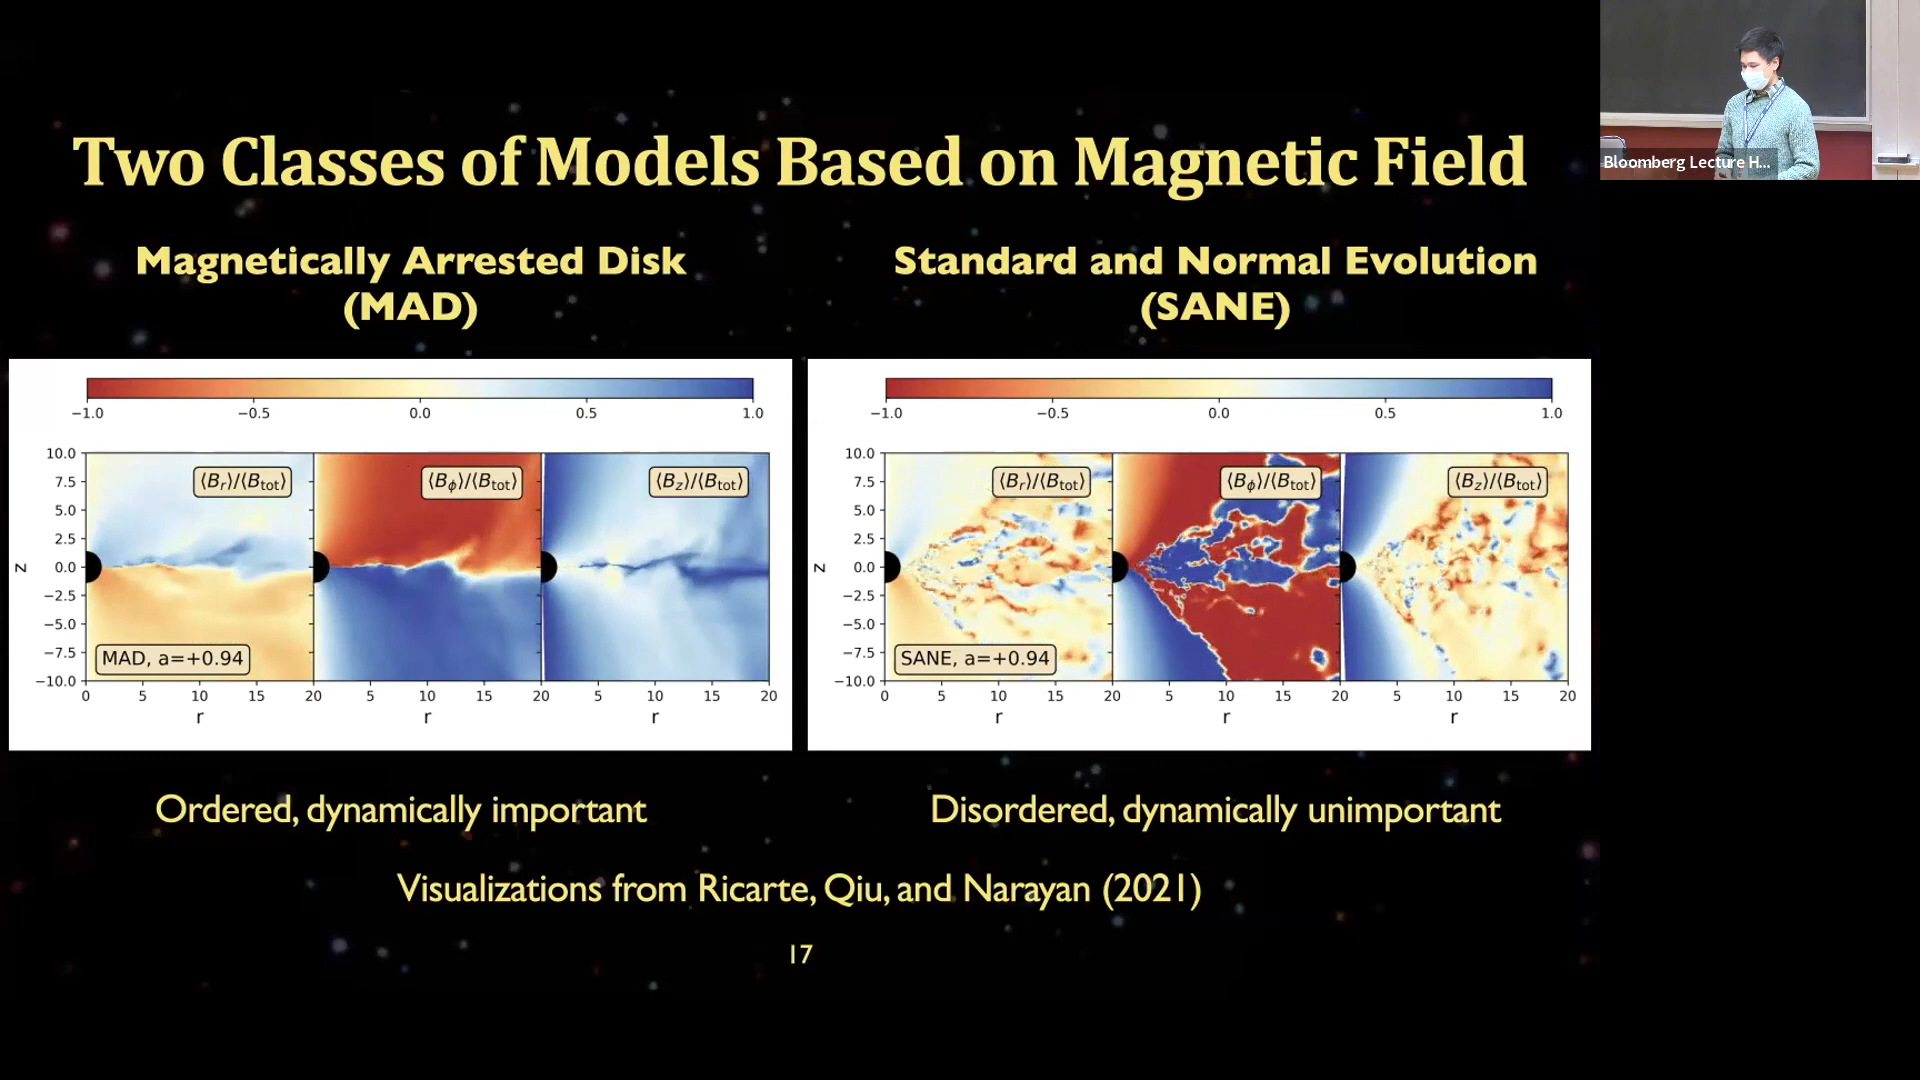 Two Classes of Models Based on Magnetic Field
Magnetically Arrested Disk
(MAD)
−1.0 −0.5 0.0 0.5 1.0
10.0
7.5
5.0
2.5
0.0
−2.5
−5.0
−7.5
−10.0
z
⟨B_r⟩/⟨B_tot⟩
⟨B_ϕ⟩/⟨B_tot⟩
⟨B_z⟩/⟨B_tot⟩
MAD, a=+0.94
0 5 10 15 20 5 10 15 20 5 10 15 20
r r r
Ordered, dynamically important
Standard and Normal Evolution
(SANE)
−1.0 −0.5 0.0 0.5 1.0
10.0
7.5
5.0
2.5
0.0
−2.5
−5.0
−7.5
−10.0
z
⟨B_r⟩/⟨B_tot⟩
⟨B_ϕ⟩/⟨B_tot⟩
⟨B_z⟩/⟨B_tot⟩
SANE, a=+0.94
0 5 10 15 20 5 10 15 20 5 10 15 20
r r r
Disordered, dynamically unimportant
Visualizations from Ricarte, Qiu, and Narayan (2021)
17
Bloomberg Lecture H...